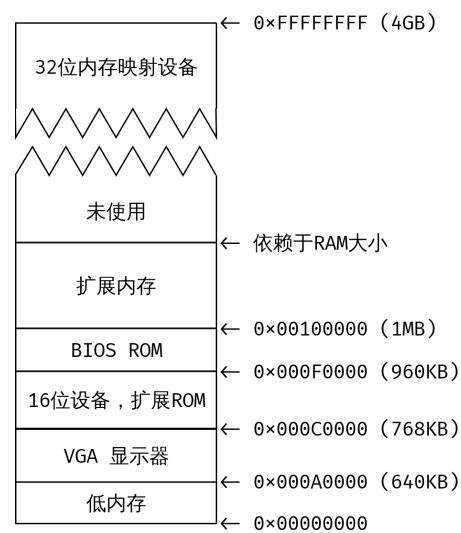 0×FFFFFFFF (4GB)
32位内存映射设备
未使用
依赖于RAM大小
扩展内存
0×00100000 (1MB)
BIOS ROM
0×000F0000 (960KB)
16位设备，扩展ROM
0×000C0000 (768KB)
VGA 显示器
0×000A0000 (640KB)
低内存
0×00000000